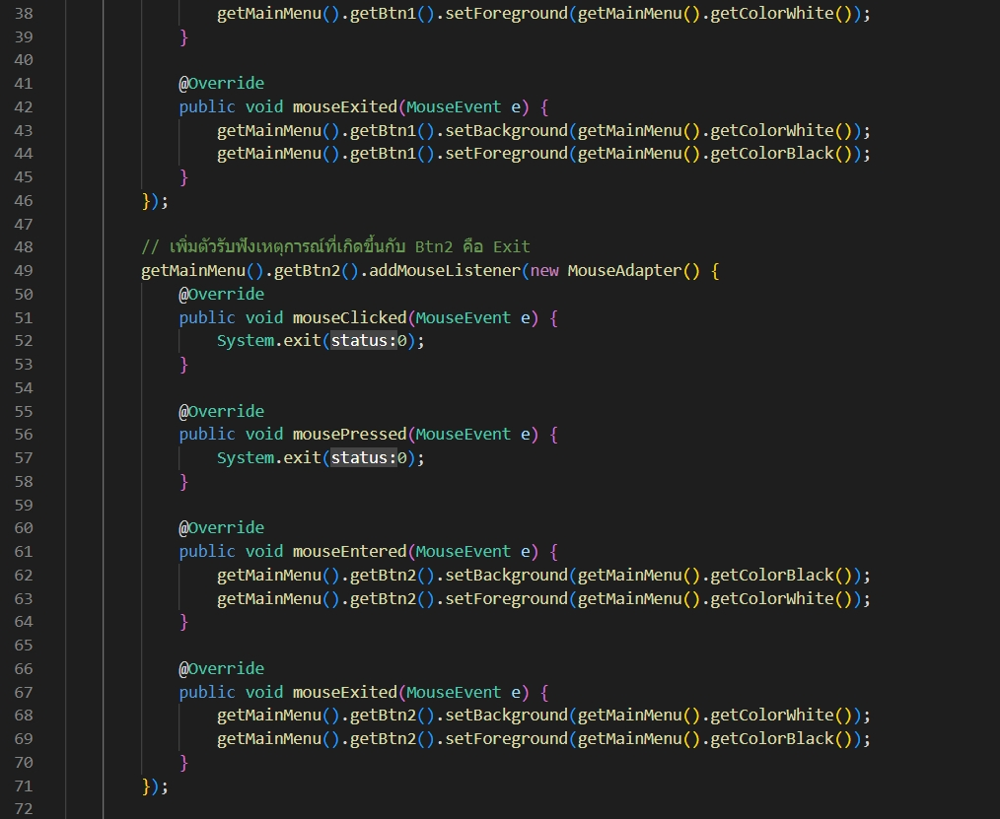 38 getMainMenu().getBtn1().setForeground(getMainMenu().getColorWhite());
39 }
40
41 @Override
42 public void mouseExited(MouseEvent e) {
43 getMainMenu().getBtn1().setBackground(getMainMenu().getColorWhite());
44 getMainMenu().getBtn1().setForeground(getMainMenu().getColorBlack());
45 }
46 });
47
48 // เพิ่มตัวรับฟังเหตุการณ์ที่เกิดขึ้นกับ Btn2 คือ Exit
49 getMainMenu().getBtn2().addMouseListener(new MouseAdapter() {
50 @Override
51 public void mouseClicked(MouseEvent e) {
52 System.exit(status:0);
53 }
54
55 @Override
56 public void mousePressed(MouseEvent e) {
57 System.exit(status:0);
58 }
59
60 @Override
61 public void mouseEntered(MouseEvent e) {
62 getMainMenu().getBtn2().setBackground(getMainMenu().getColorBlack());
63 getMainMenu().getBtn2().setForeground(getMainMenu().getColorWhite());
64 }
65
66 @Override
67 public void mouseExited(MouseEvent e) {
68 getMainMenu().getBtn2().setBackground(getMainMenu().getColorWhite());
69 getMainMenu().getBtn2().setForeground(getMainMenu().getColorBlack());
70 }
71 });
72